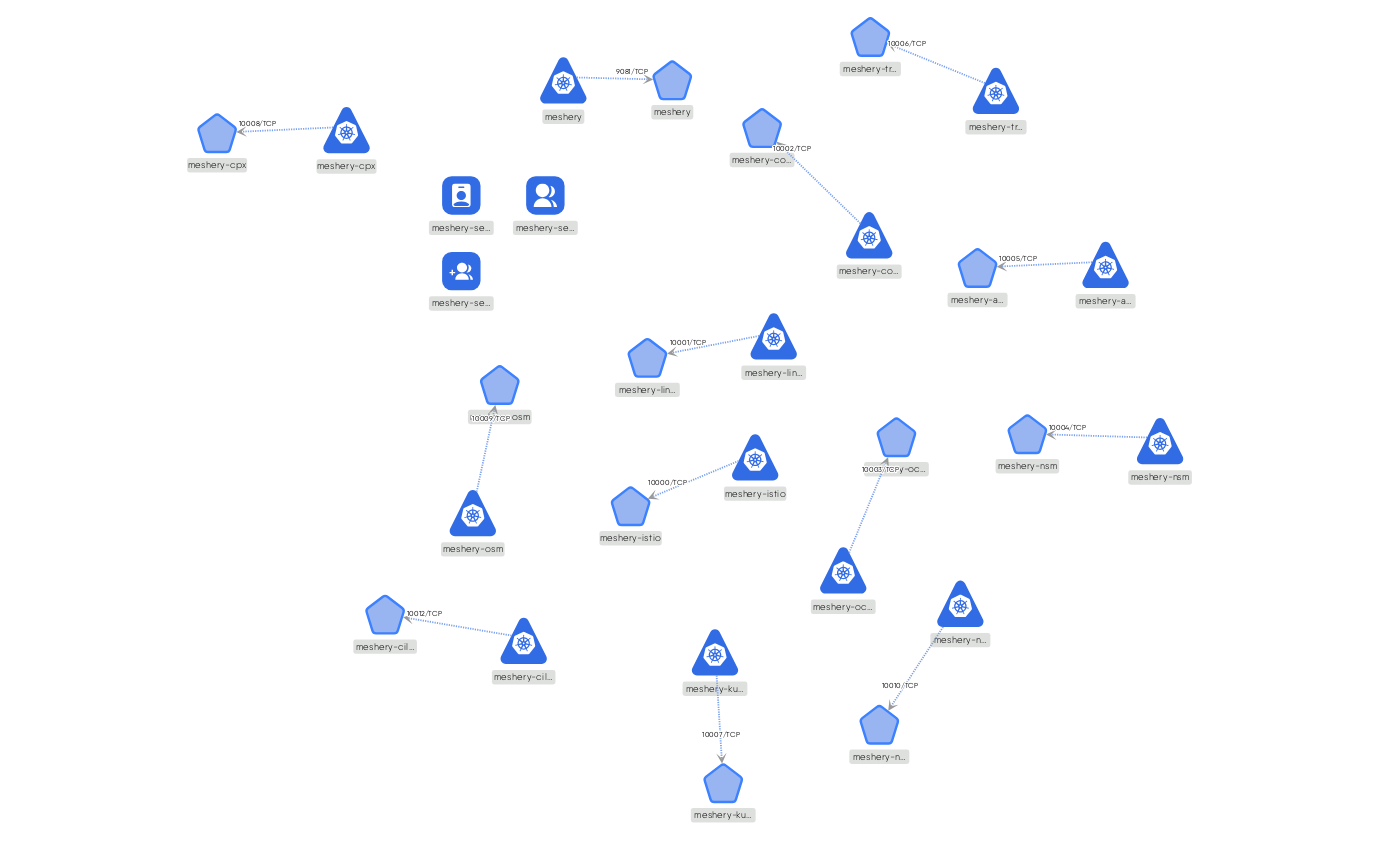 10006/TCP
meshery-tr...
9081/TCP
meshery
meshery
meshery-tr...
10008/TCP
meshery-cpx
meshery-cpx
10002/TCP
meshery-co...
meshery-se...
meshery-se...
meshery-co...
10005/TCP
meshery-a...
meshery-a...
meshery-se...
10001/TCP
meshery-lin...
meshery-lin...
10009/TCP
osm
10004/TCP
meshery-nsm
meshery-nsm
10003/TCP
y-oc...
10000/TCP
meshery-istio
meshery-istio
meshery-osm
meshery-oc...
10012/TCP
meshery-cil...
meshery-cil...
meshery-n...
10010/TCP
meshery-n...
meshery-ku...
10007/TCP
meshery-ku...